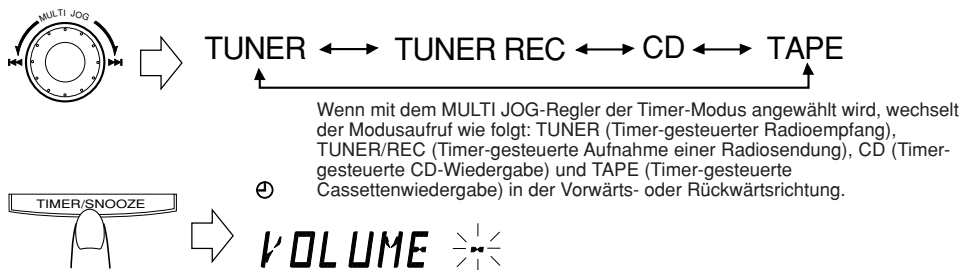 MULTI JOG
TUNER ↔ TUNER REC ↔ CD ↔ TAPE
Wenn mit dem MULTI JOG-Regler der Timer-Modus angewählt wird, wechselt
der Modusaufruf wie folgt: TUNER (Timer-gesteuerter Radioempfang),
TUNER/REC (Timer-gesteuerte Aufnahme einer Radiosendung), CD (Timer-
gesteuerte CD-Wiedergabe) und TAPE (Timer-gesteuerte
Cassettenwiedergabe) in der Vorwärts- oder Rückwärtsrichtung.
TIMER/SNOOZE
VOLUME